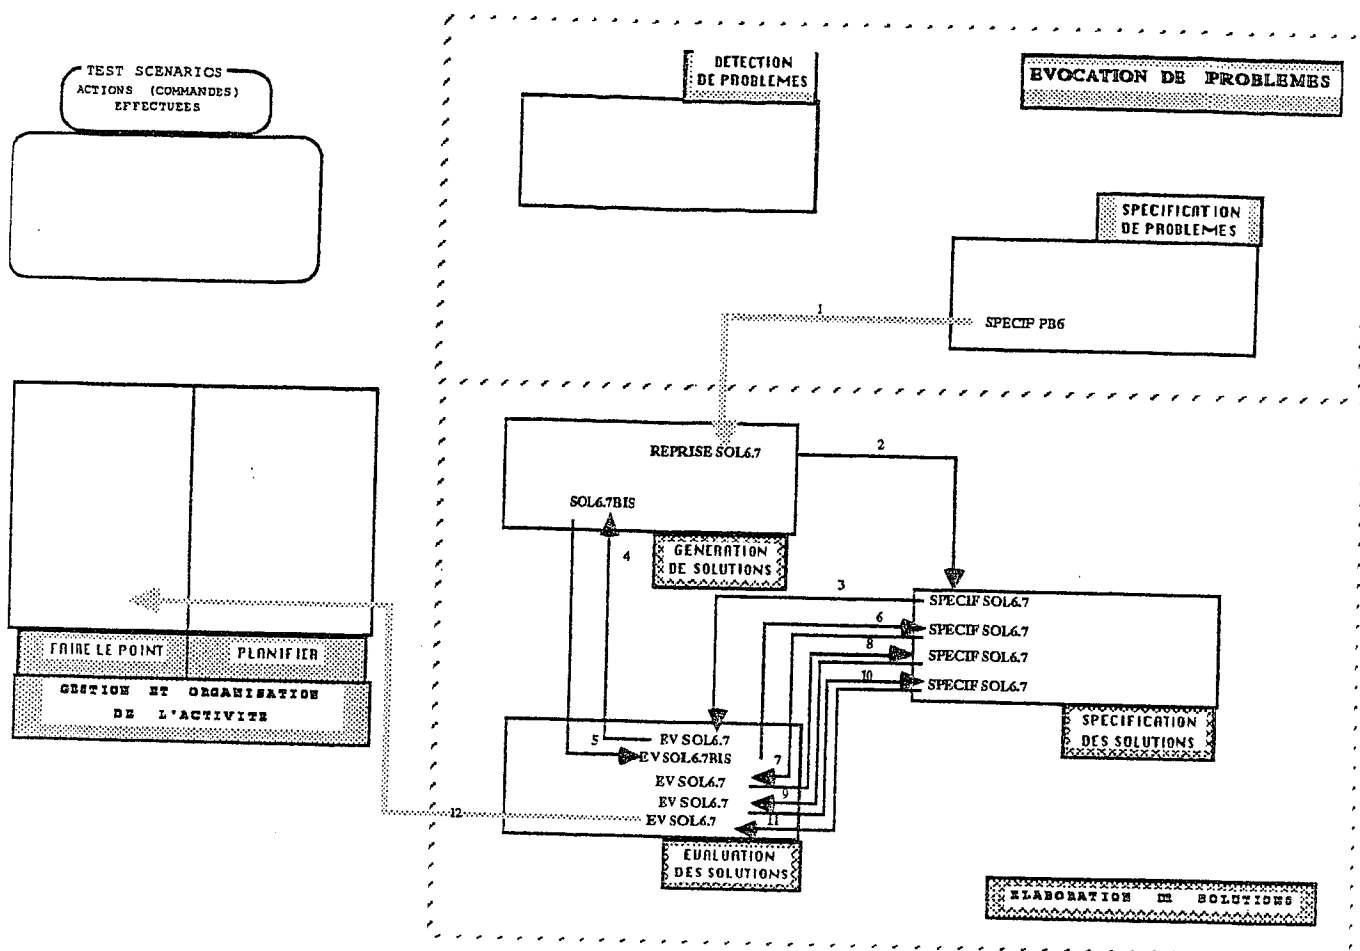 TEST SCENARIOS
ACTIONS (COMMANDES)
EFFECTUEES
DETECTION
DE PROBLEMES
EVOCATION DE PROBLEMES
SPECIFICATION
DE PROBLEMES
1
SPECIF PB6
REPRISE SOL6.7
2
SOL6.7BIS
4
GENERATION
DE SOLUTIONS
3
SPECIF SOL6.7
6
SPECIF SOL6.7
8
SPECIF SOL6.7
10
SPECIF SOL6.7
SPECIFICATION
DES SOLUTIONS
FAIRE LE POINT
PLANIFIER
GESTION ET ORGANISATION
DE L'ACTIVITE
5
EV SOL6.7
EV SOL6.7BIS
7
EV SOL6.7
9
EV SOL6.7
12
EV SOL6.7
11
EVALUATION
DES SOLUTIONS
ELABORATION DE SOLUTIONS